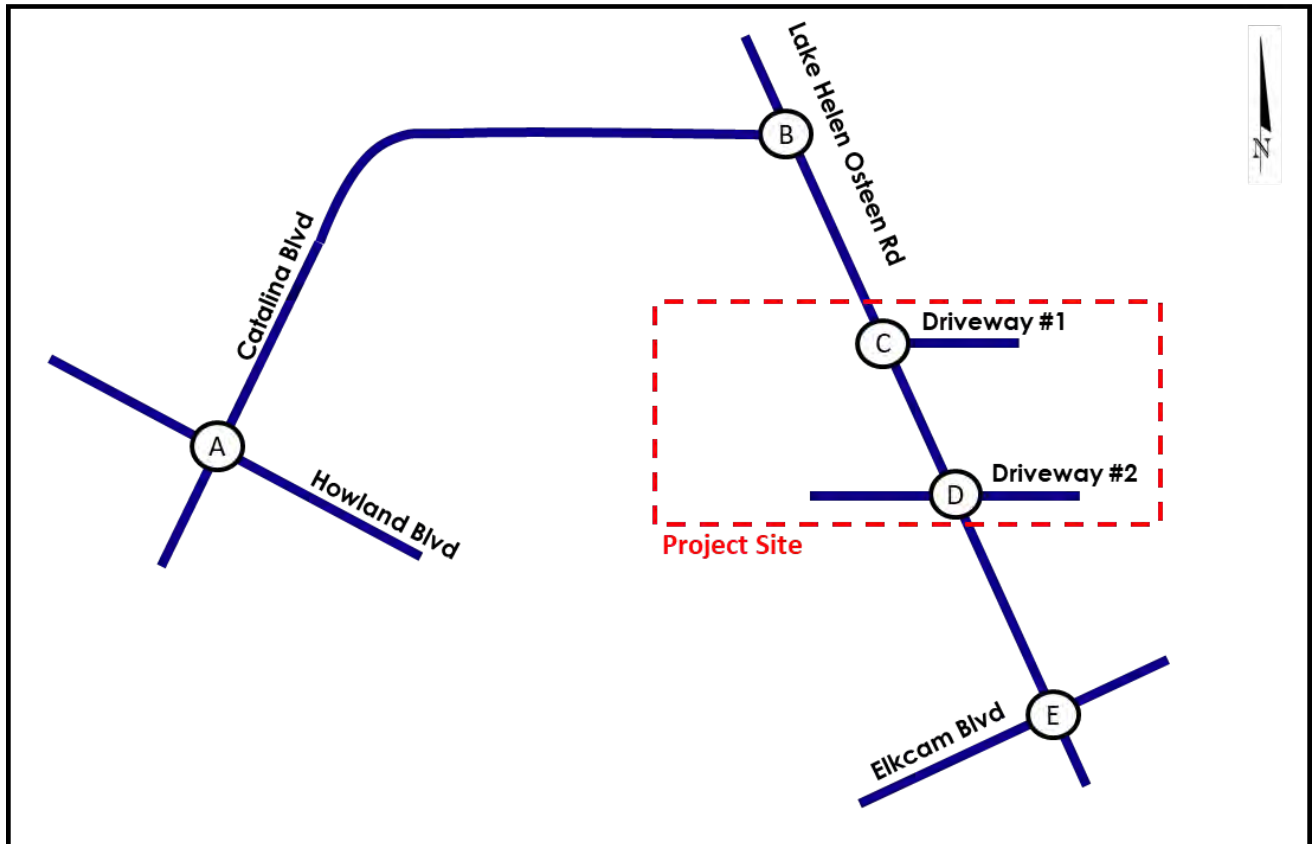 Lake Helen Osteen Rd
N
B
Catalina Blvd
C
Driveway #1
A
Howland Blvd
D
Driveway #2
Project Site
E
Elkcam Blvd